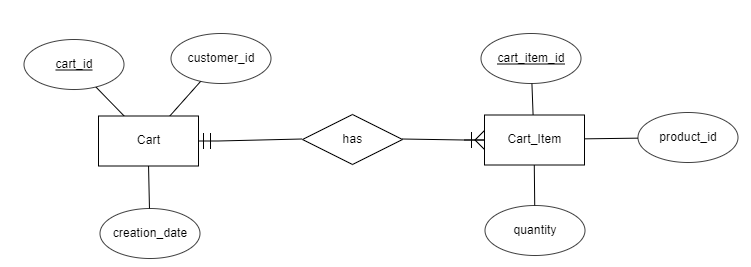 cart_id
customer_id
cart_item_id
Cart
has
Cart_Item
product_id
creation_date
quantity